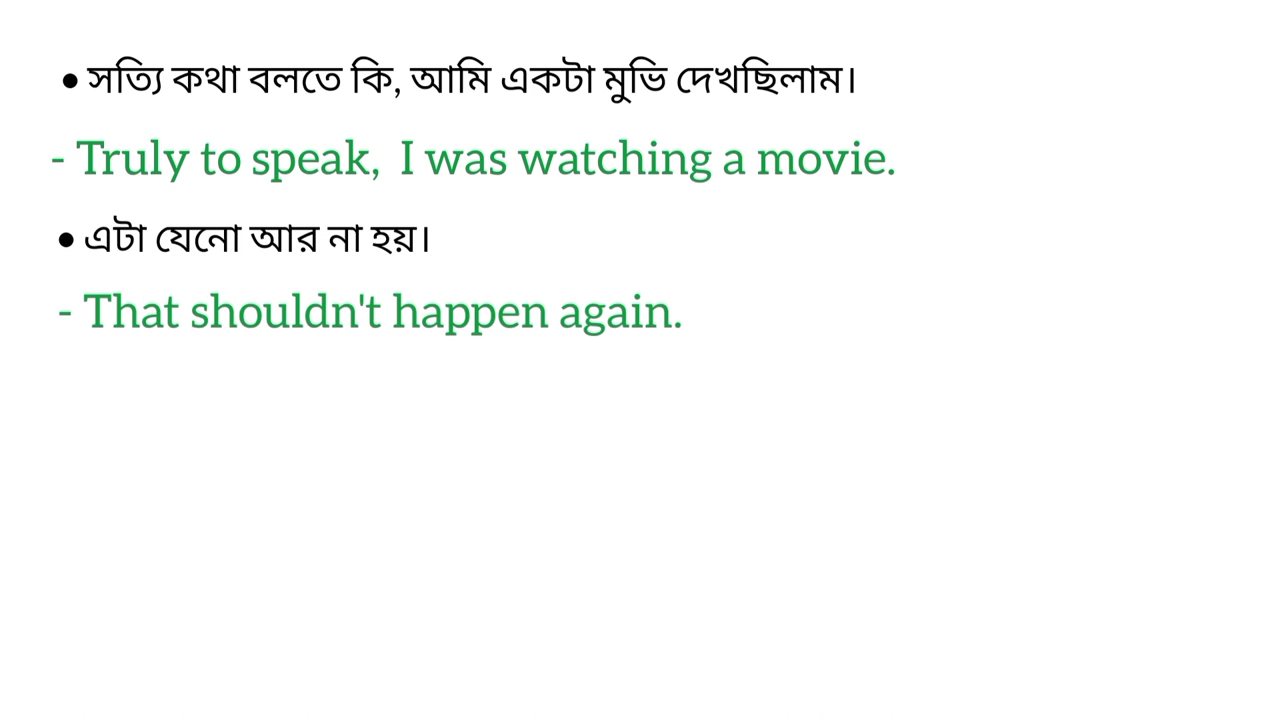 • সত্যি কথা বলতে কি, আমি একটা মুভি দেখছিলাম।
- Truly to speak, I was watching a movie.
• এটা যেনো আর না হয়।
- That shouldn't happen again.